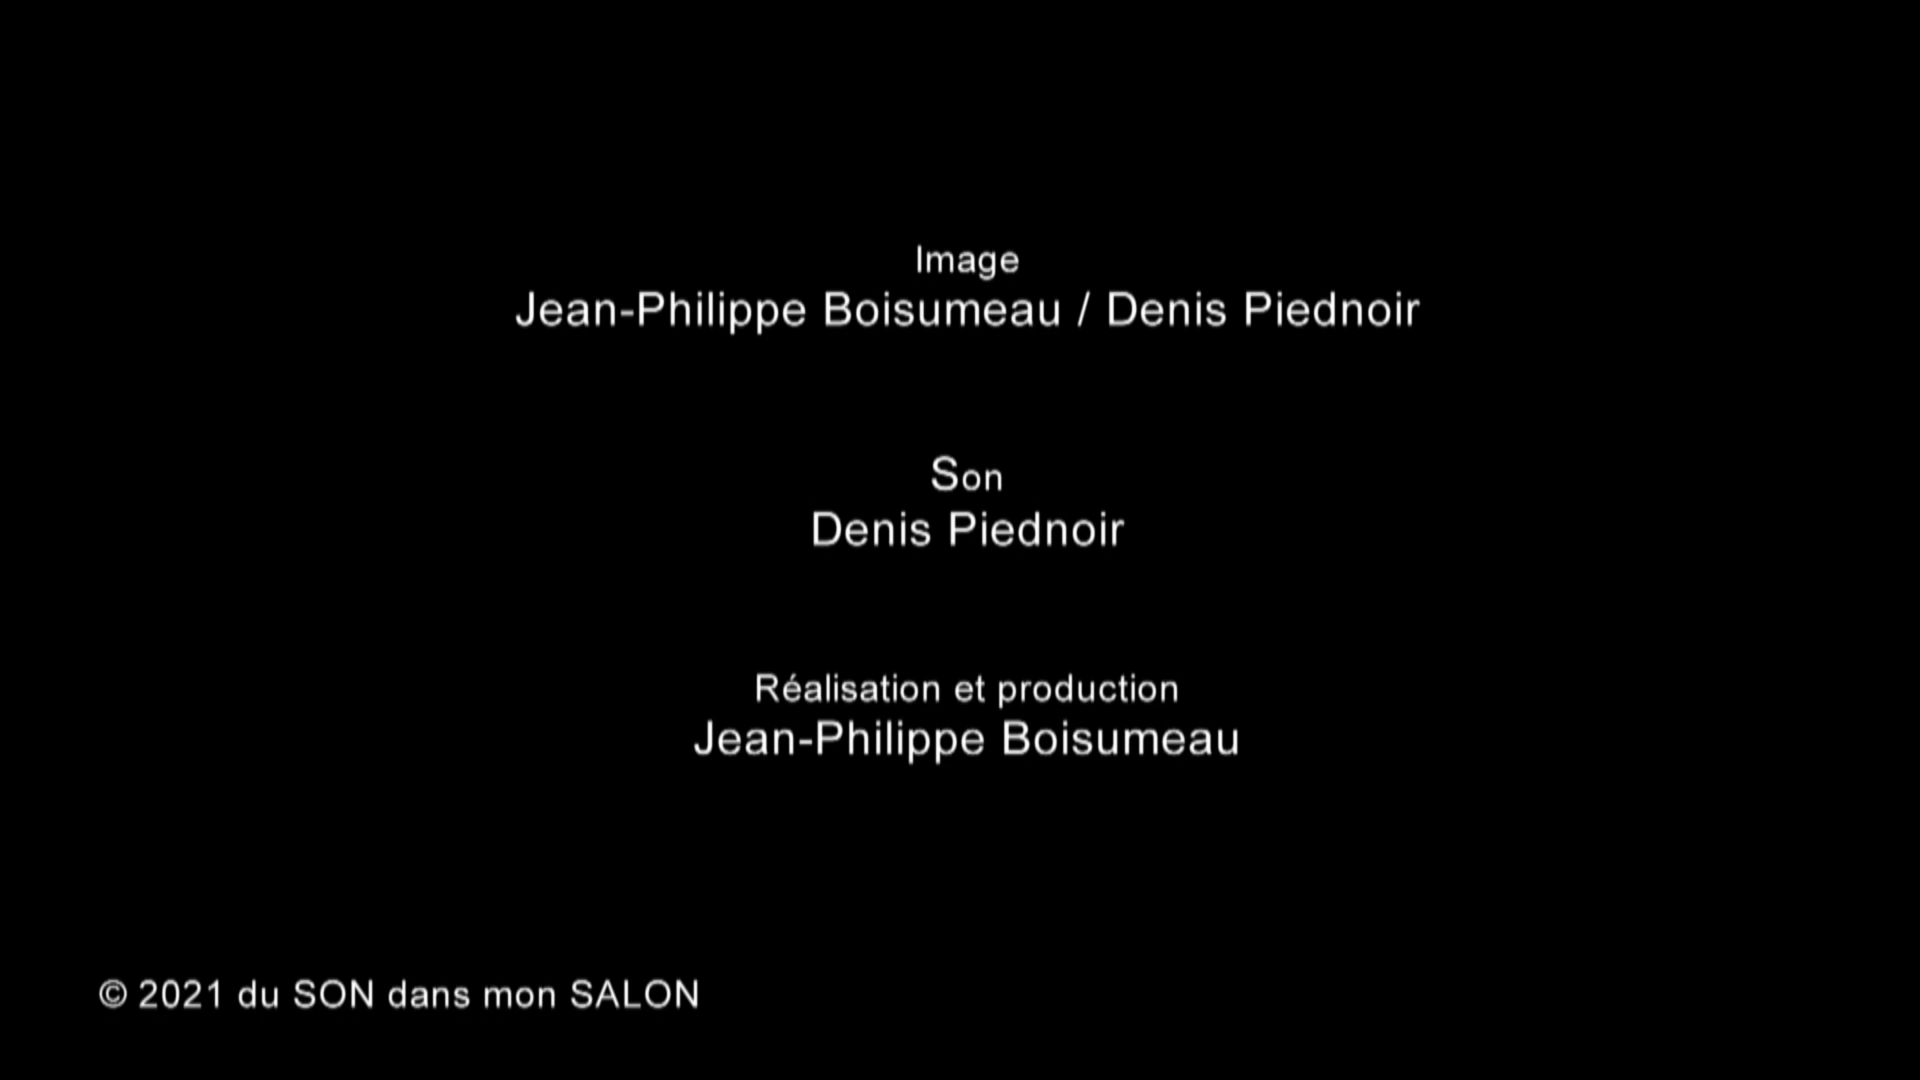 Image
Jean-Philippe Boisumeau / Denis Piednoir
Son
Denis Piednoir
Réalisation et production
Jean-Philippe Boisumeau
© 2021 du SON dans mon SALON